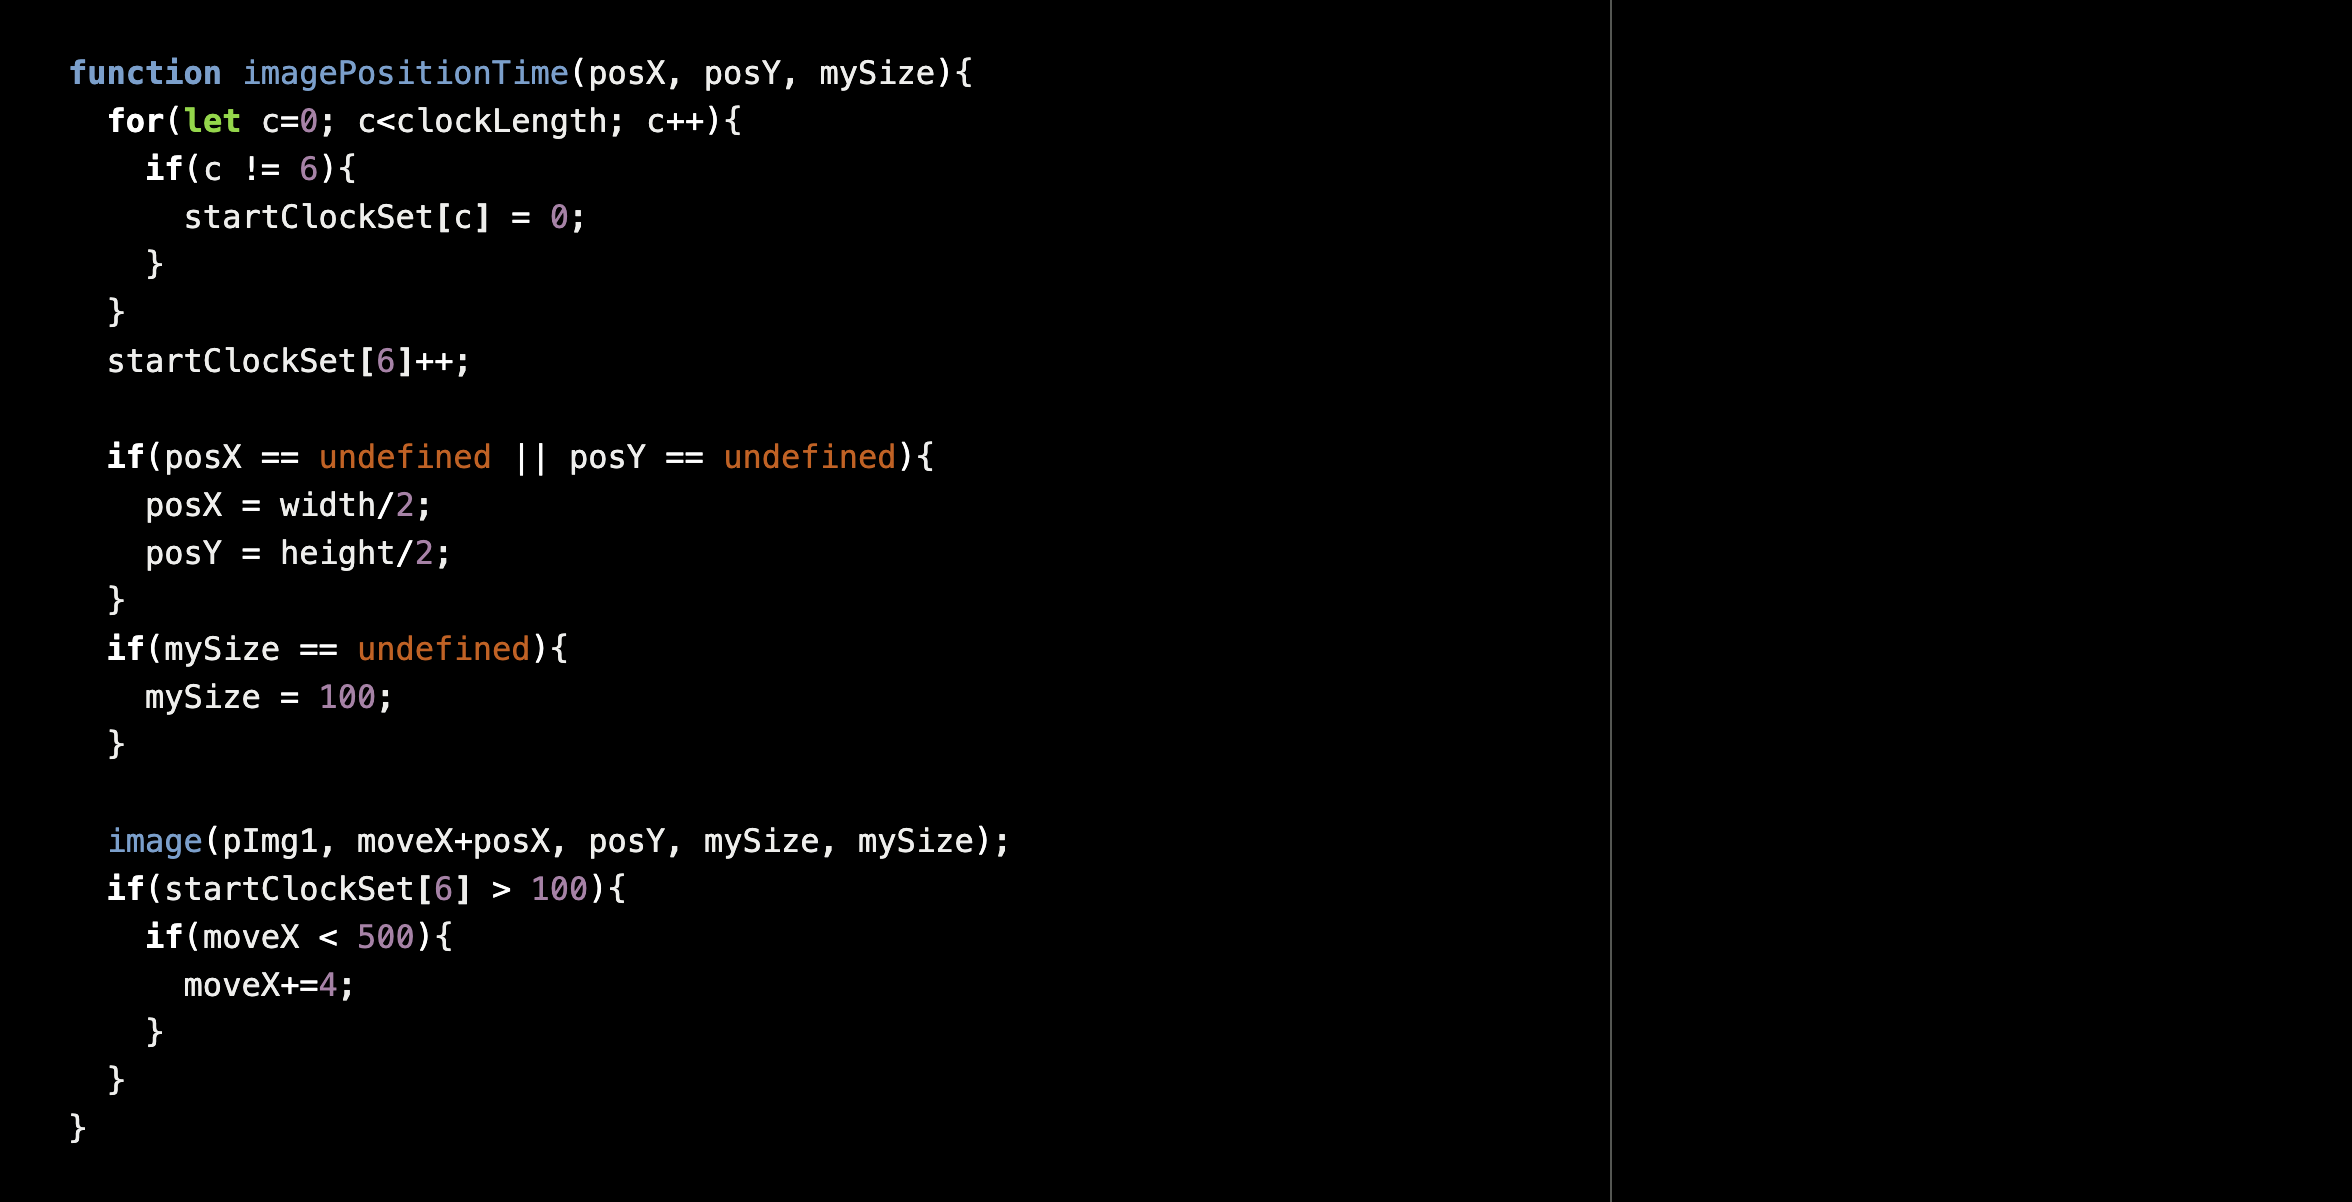 function imagePositionTime(posX, posY, mySize){
  for(let c=0; c<clockLength; c++){
    if(c != 6){
      startClockSet[c] = 0;
    }
  }
  startClockSet[6]++;

  if(posX == undefined || posY == undefined){
    posX = width/2;
    posY = height/2;
  }
  if(mySize == undefined){
    mySize = 100;
  }

  image(pImg1, moveX+posX, posY, mySize, mySize);
  if(startClockSet[6] > 100){
    if(moveX < 500){
      moveX+=4;
    }
  }
}